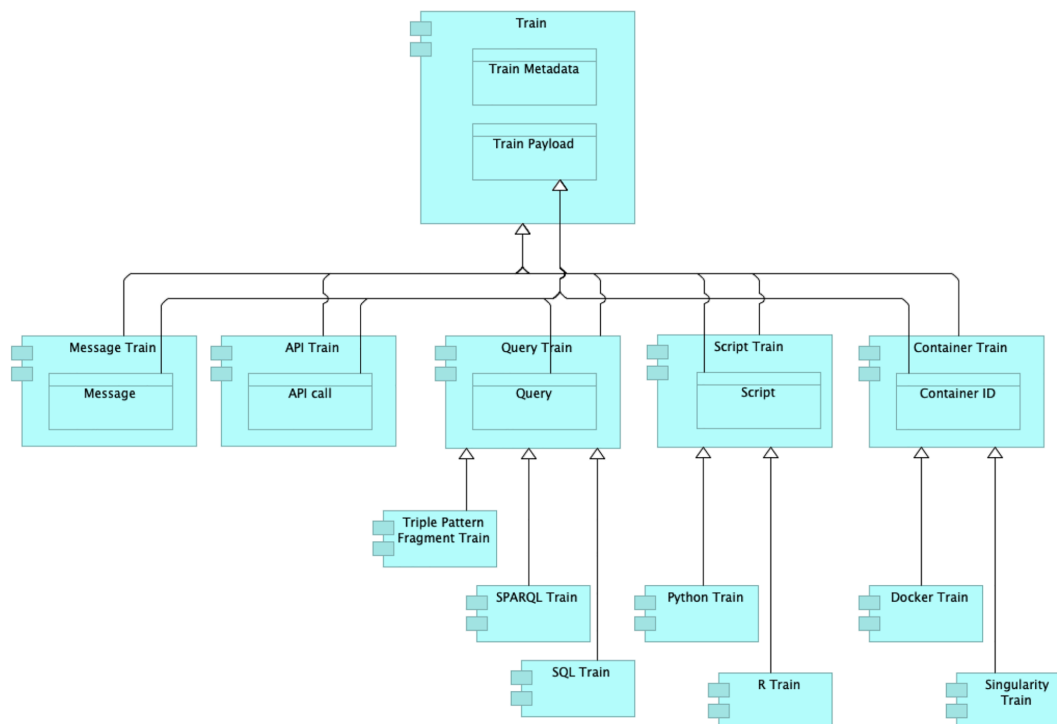 Train
Train Metadata
Train Payload
Message Train
Message
API Train
API call
Query Train
Query
Script Train
Script
Container Train
Container ID
Triple Pattern
Fragment Train
SPARQL Train
Python Train
Docker Train
SQL Train
R Train
Singularity
Train